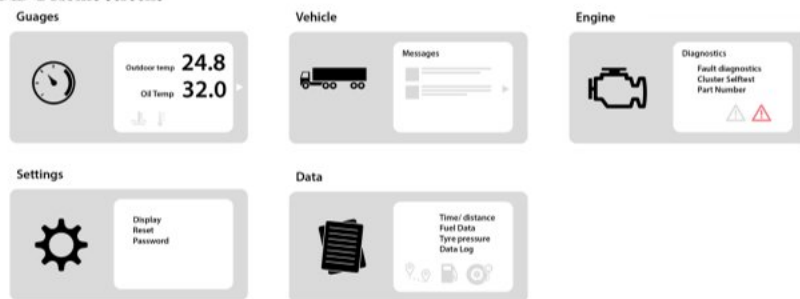 Guages
Outdoor temp 24.8
Oil Temp 32.0
Vehicle
Messages
Engine
Diagnostics
Fault diagnostics
Cluster Selftest
Part Number
Settings
Display
Reset
Password
Data
Time/ distance
Fuel Data
Tyre pressure
Data Log